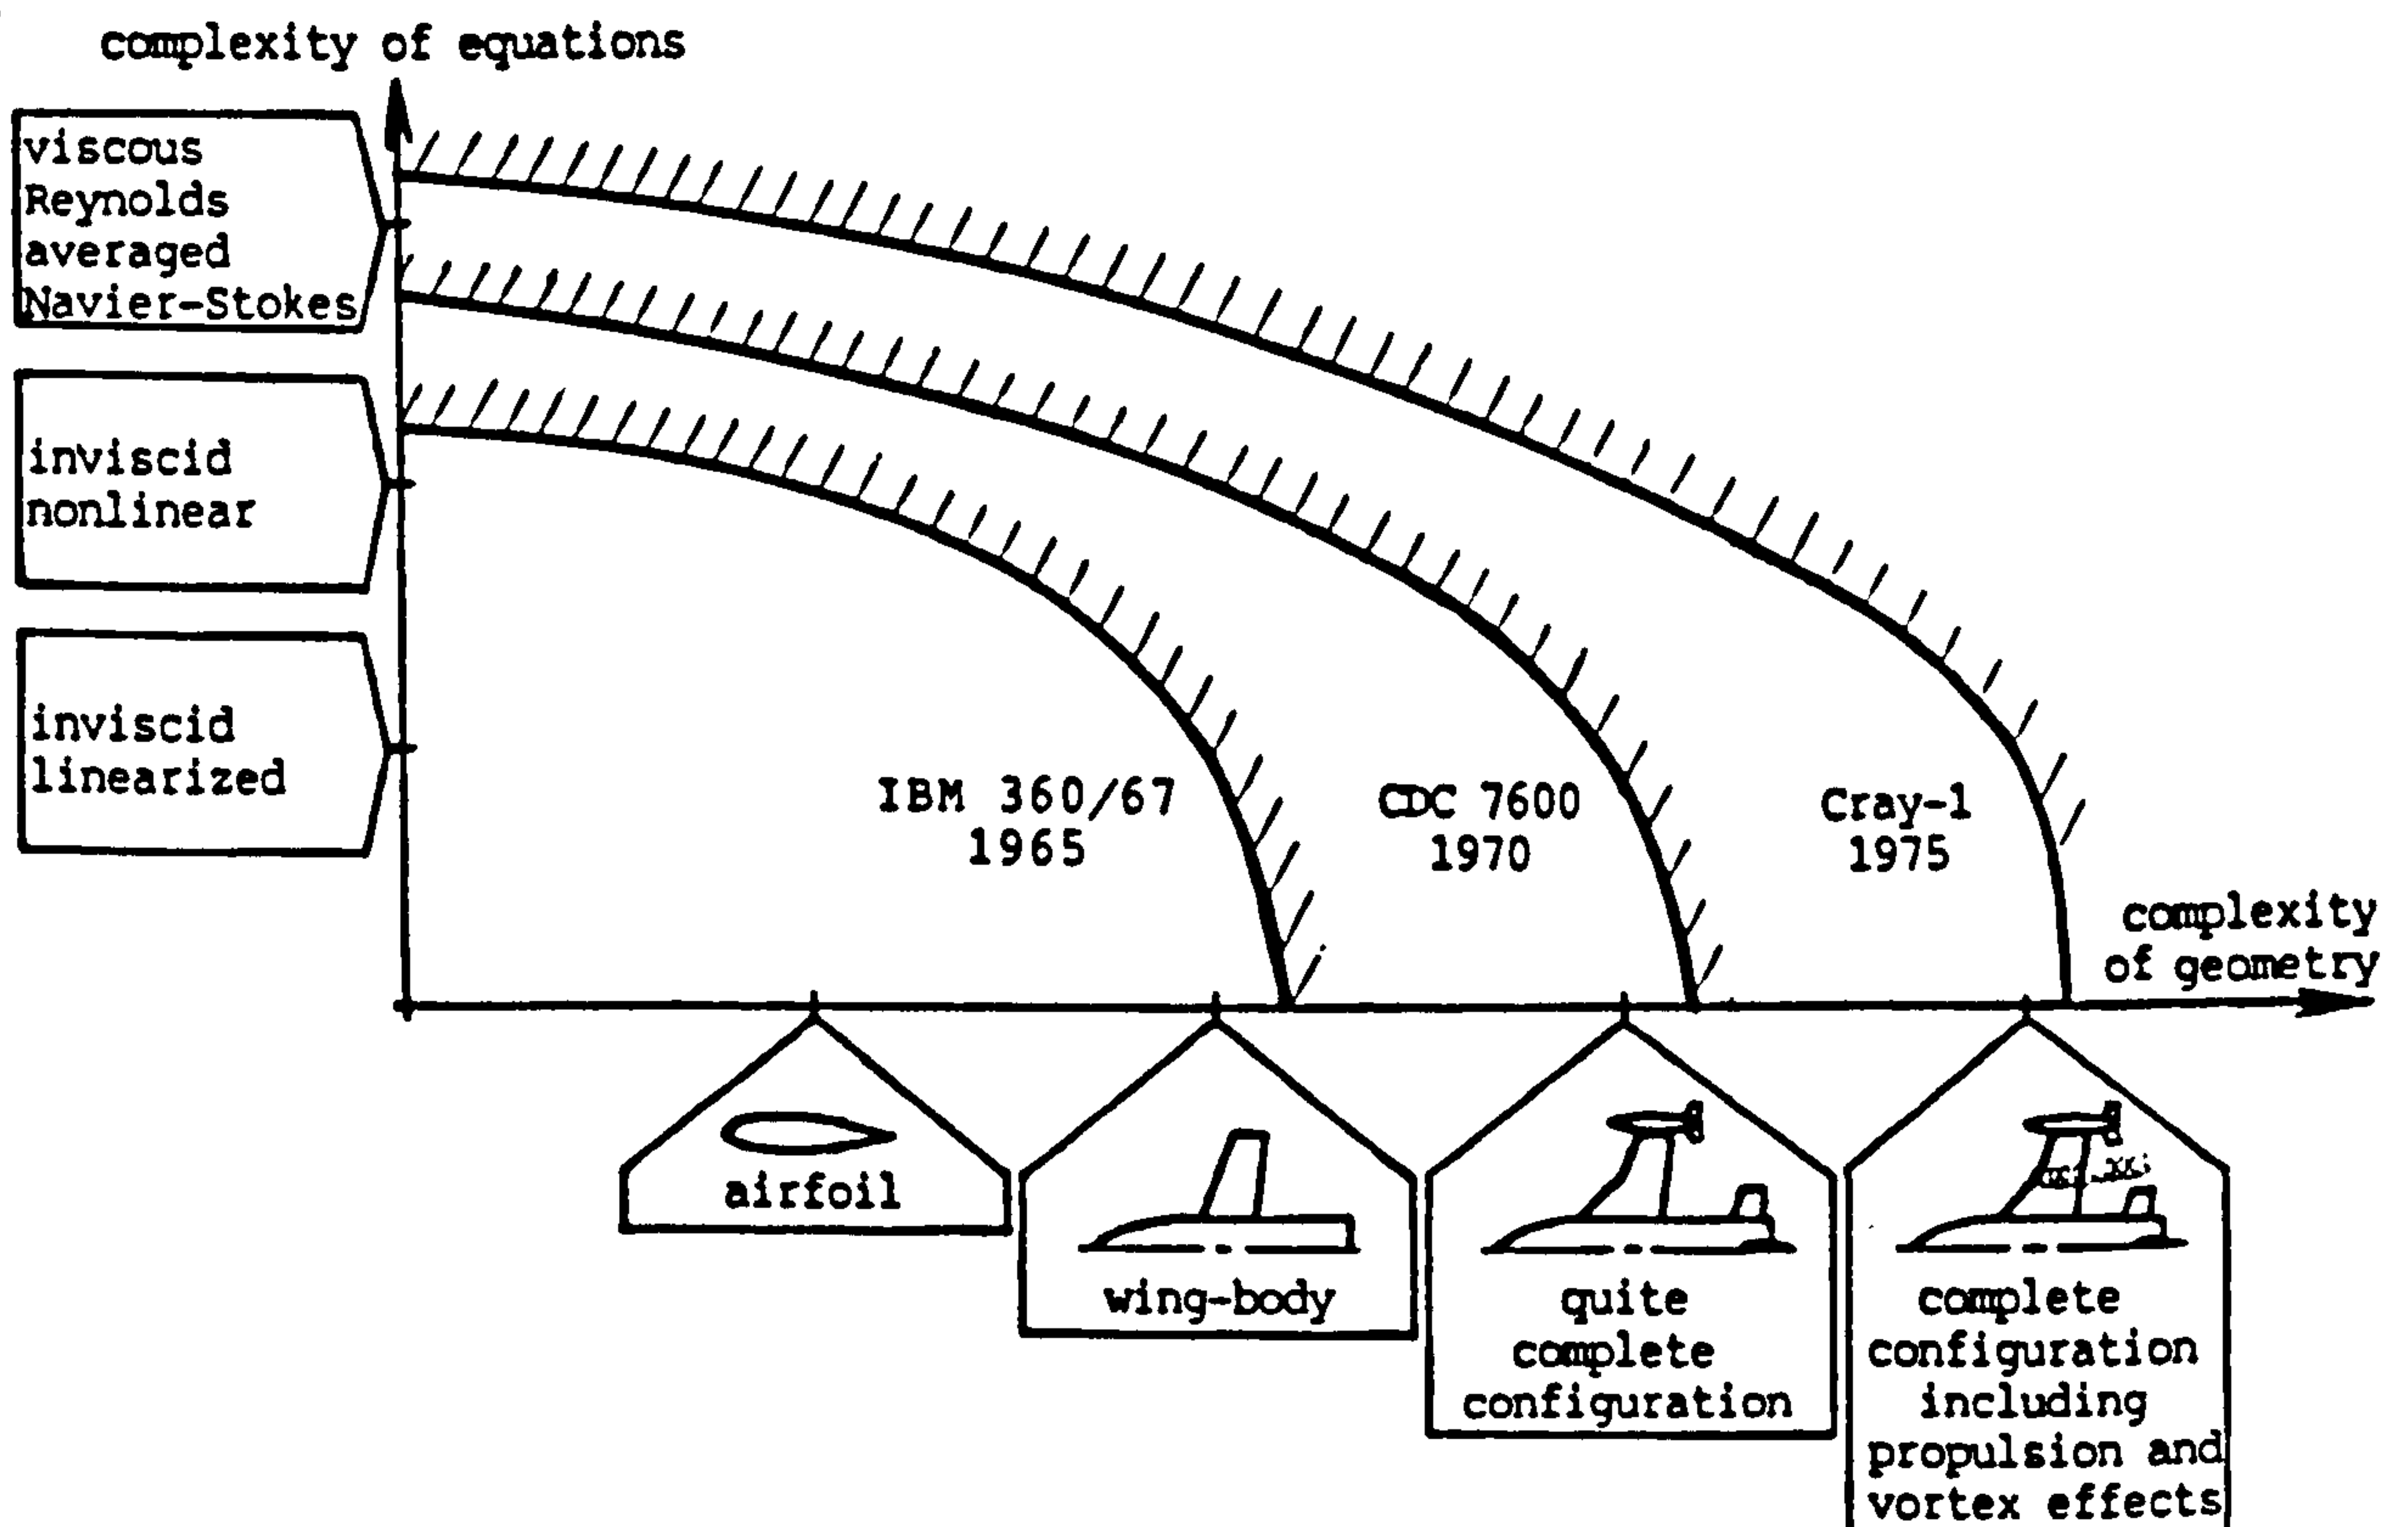 complexity of equations
viscous
Reynolds
averaged
Navier-Stokes
inviscid
nonlinear
inviscid
linearized
IBM 360/67
1965
CDC 7600
1970
Cray-1
1975
complexity
of geometry
airfoil
wing-body
quite
complete
configuration
complete
configuration
including
propulsion and
vortex effects